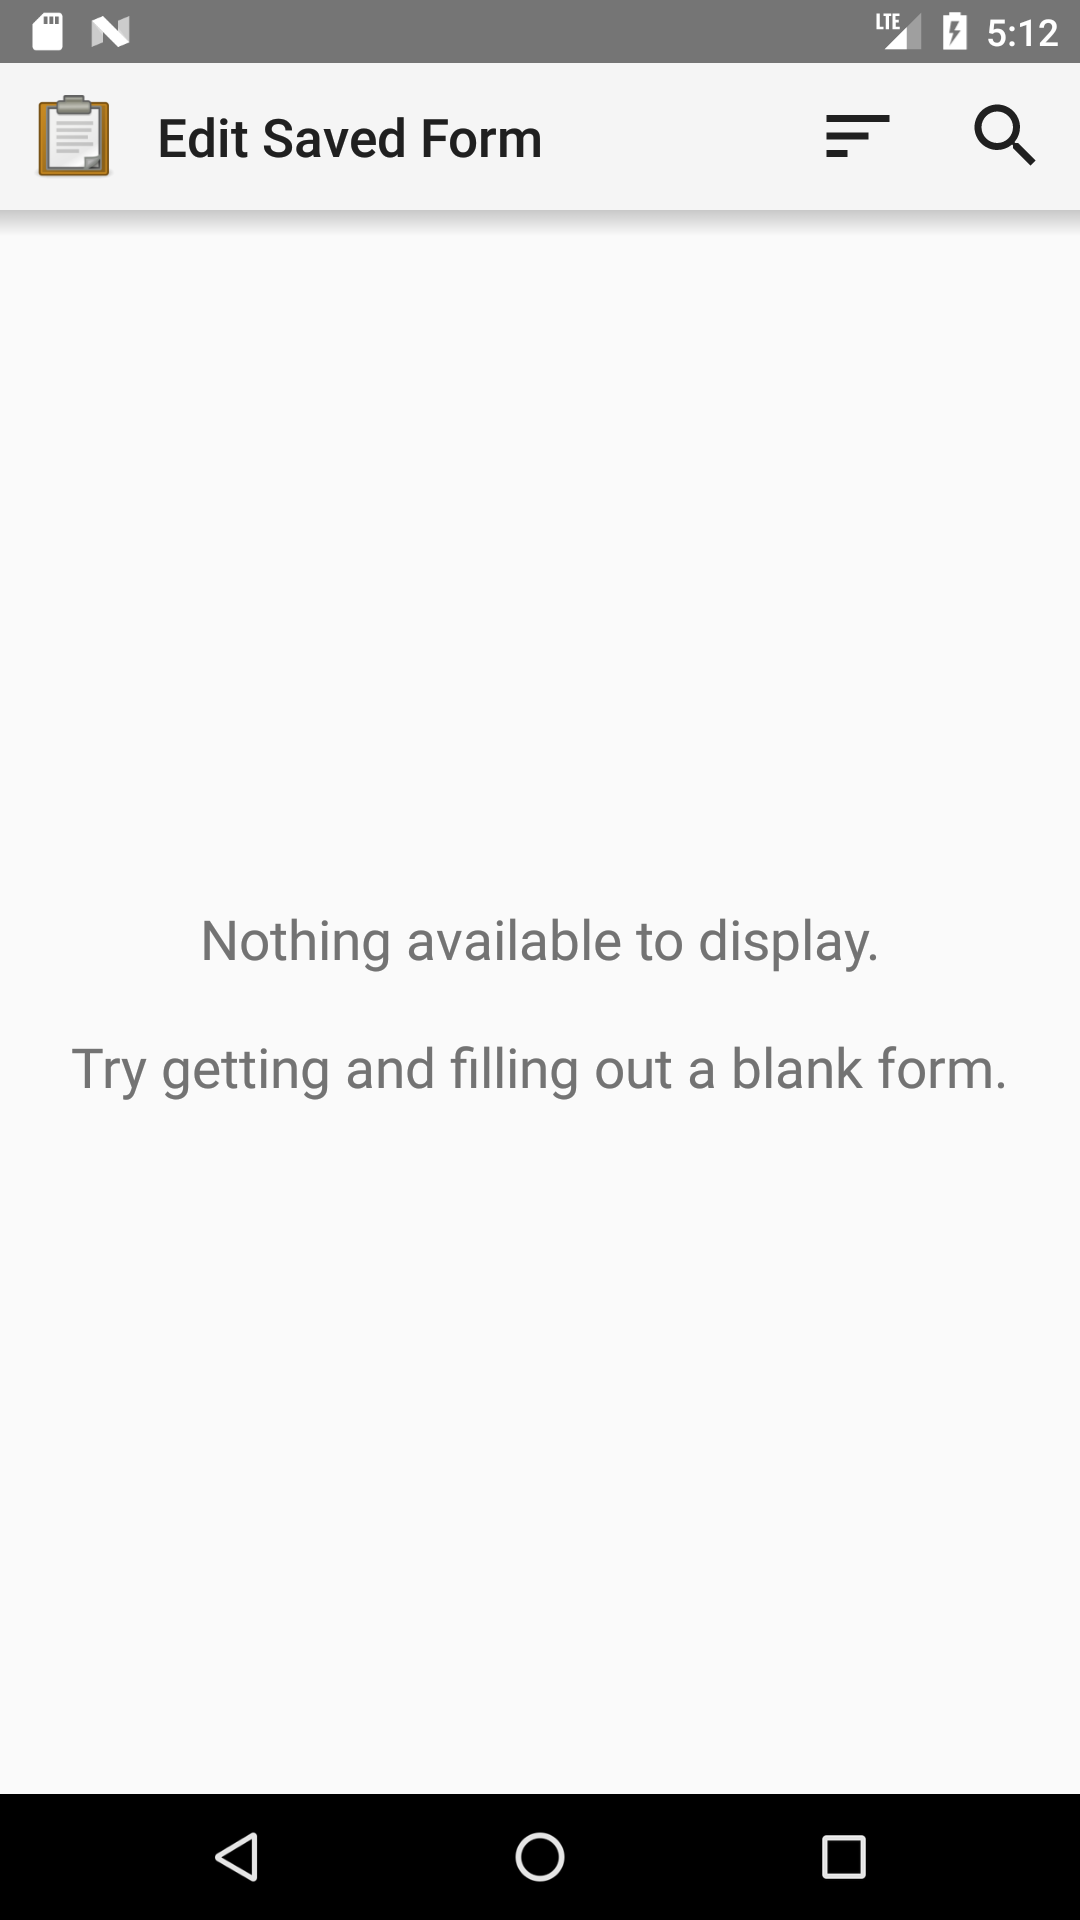 LTE 5:12
Edit Saved Form
Nothing available to display.
Try getting and filling out a blank form.